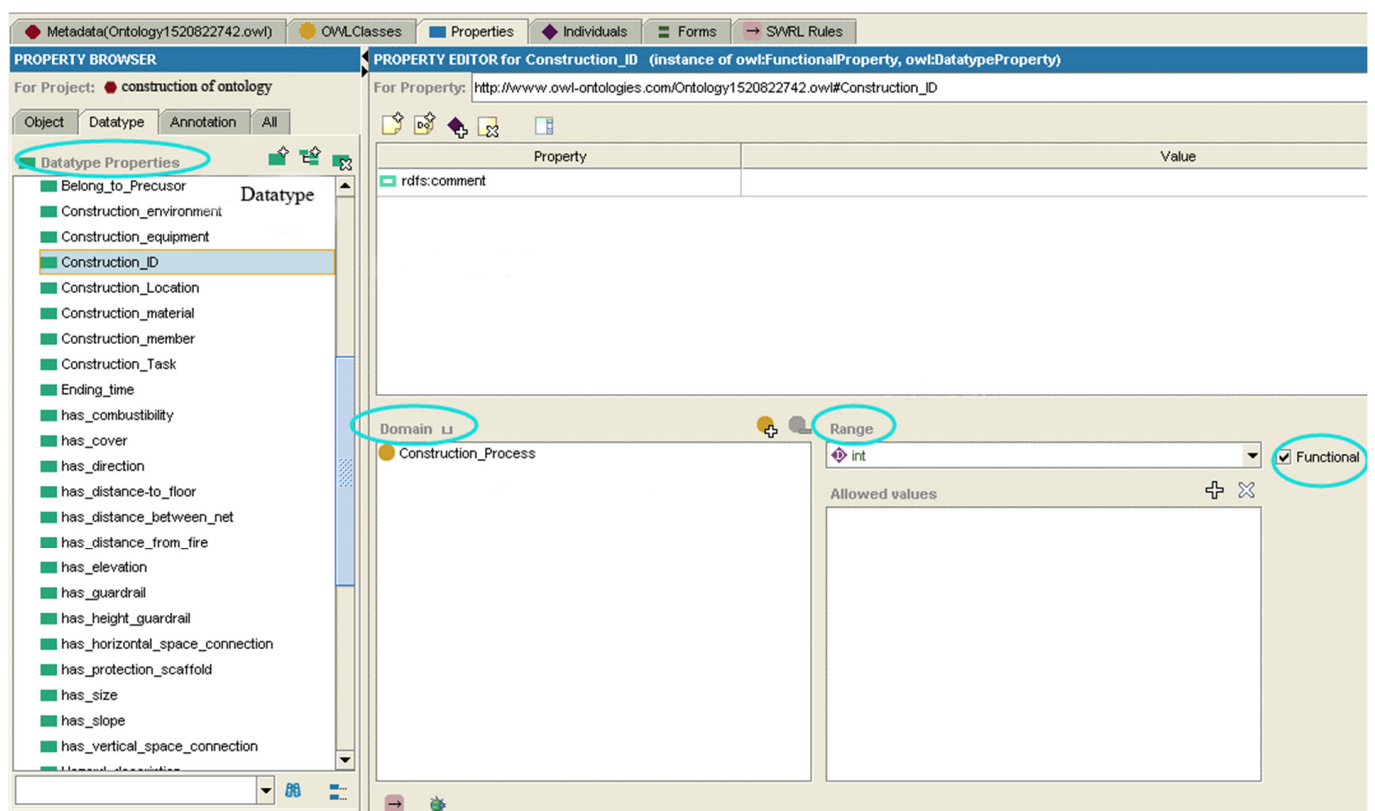 Metadata(Ontology1520822742.owl) OWLClasses Properties Individuals Forms SWRL Rules
PROPERTY BROWSER
For Project: construction of ontology
Object Datatype Annotation All
Datatype Properties
Datatype
Belong_to_Precusor
Construction_environment
Construction_equipment
Construction_ID
Construction_Location
Construction_material
Construction_member
Construction_Task
Ending_time
has_combustibility
has_cover
has_direction
has_distance-to_floor
has_distance_between_net
has_distance_from_fire
has_elevation
has_guardrail
has_height_guardrail
has_horizontal_space_connection
has_protection_scaffold
has_size
has_slope
has_vertical_space_connection
PROPERTY EDITOR for Construction_ID (instance of owl:FunctionalProperty, owl:DatatypeProperty)
For Property: http://www.owl-ontologies.com/Ontology1520822742.owl#Construction_ID
Property Value
rdfs:comment
Domain
Construction_Process
Range
int
Functional
Allowed values